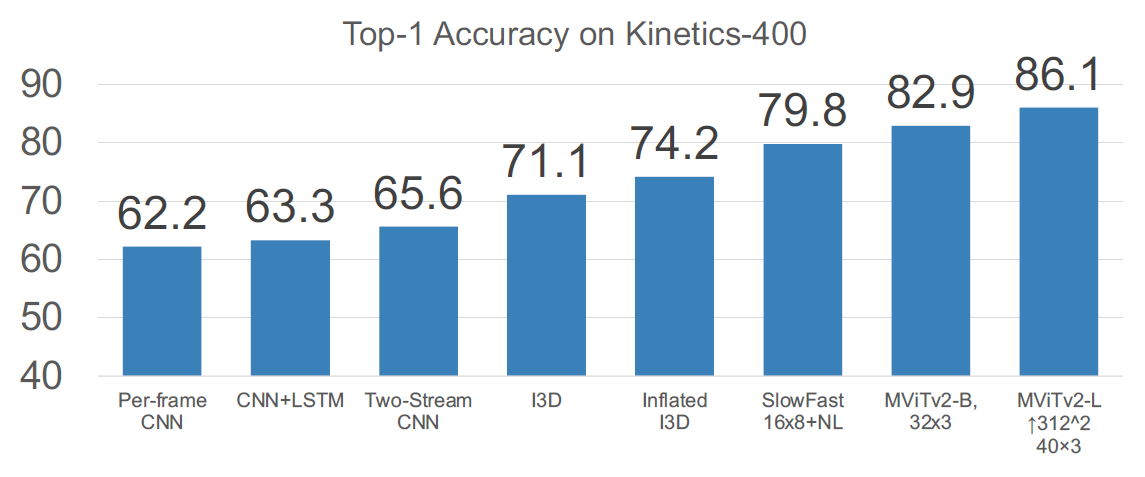 Top-1 Accuracy on Kinetics-400
90
80
70
60
50
40
62.2
63.3
65.6
71.1
74.2
79.8
82.9
86.1
Per-frame
CNN
CNN+LSTM
Two-Stream
CNN
I3D
Inflated
I3D
SlowFast
16x8+NL
MViTv2-B,
32x3
MViTv2-L
↑312^2
40×3